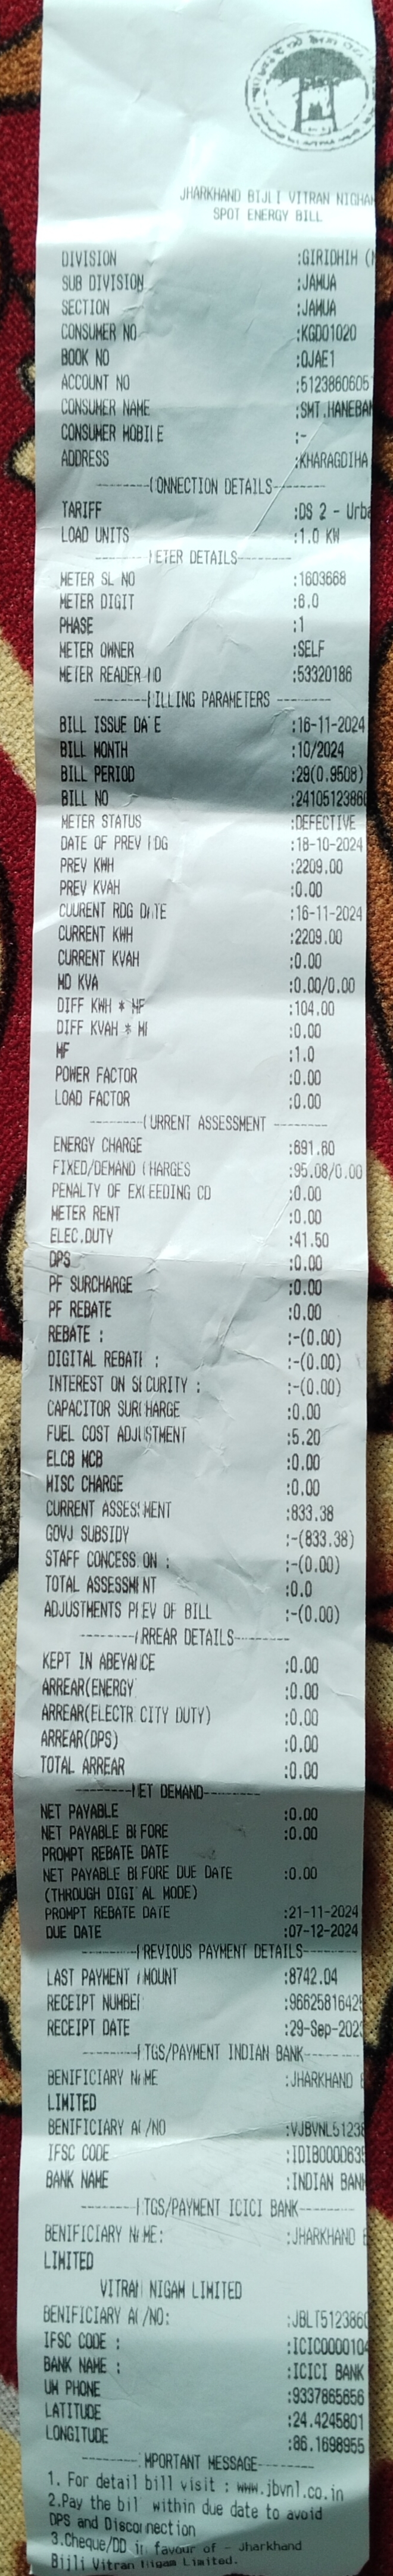 JHARKHAND BIJLI VITRAN NIGHAM
SPOT ENERGY BILL
DIVISION :GIRIDHIH (
SUB DIVISION :JAMUA
SECTION :JAMUA
CONSUMER NO :KGD01020
BOOK NO :OJAE1
ACCOUNT NO :5123860605
CONSUMER NAME :SMT.HANEBAN
CONSUMER MOBILE :-
ADDRESS :KHARAGDIHA
--------CONNECTION DETAILS--------
TARIFF :DS 2 - Urba
LOAD UNITS :1.0 KW
--------METER DETAILS--------
METER SL NO :1603668
METER DIGIT :6.0
PHASE :1
METER OWNER :SELF
METER READER NO :53320186
--------BILLING PARAMETERS --------
BILL ISSUE DATE :16-11-2024
BILL MONTH :10/2024
BILL PERIOD :29(0.9508)
BILL NO :24105123860
METER STATUS :DEFECTIVE
DATE OF PREV RDG :18-10-2024
PREV KWH :2209.00
PREV KVAH :0.00
CUURENT RDG DATE :16-11-2024
CURRENT KWH :2209.00
CURRENT KVAH :0.00
MD KVA :0.00/0.00
DIFF KWH * MF :104.00
DIFF KVAH * MF :0.00
MF :1.0
POWER FACTOR :0.00
LOAD FACTOR :0.00
--------CURRENT ASSESSMENT --------
ENERGY CHARGE :691.60
FIXED/DEMAND CHARGES :95.08/0.00
PENALTY OF EXCEEDING CD :0.00
METER RENT :0.00
ELEC.DUTY :41.50
DPS :0.00
PF SURCHARGE :0.00
PF REBATE :0.00
REBATE : :-(0.00)
DIGITAL REBATE : :-(0.00)
INTEREST ON SECURITY : :-(0.00)
CAPACITOR SURCHARGE :0.00
FUEL COST ADJUSTMENT :5.20
ELCB MCB :0.00
MISC CHARGE :0.00
CURRENT ASSESSMENT :833.38
GOVJ SUBSIDY :-(833.38)
STAFF CONCESSION : :-(0.00)
TOTAL ASSESSMENT :0.0
ADJUSTMENTS PREV OF BILL :-(0.00)
--------ARREAR DETAILS--------
KEPT IN ABEYANCE :0.00
ARREAR(ENERGY :0.00
ARREAR(ELECTRICITY DUTY) :0.00
ARREAR(DPS) :0.00
TOTAL ARREAR :0.00
--------NET DEMAND--------
NET PAYABLE :0.00
NET PAYABLE BEFORE :0.00
PROMPT REBATE DATE
NET PAYABLE BEFORE DUE DATE :0.00
(THROUGH DIGITAL MODE)
PROMPT REBATE DATE :21-11-2024
DUE DATE :07-12-2024
--------PREVIOUS PAYMENT DETAILS--------
LAST PAYMENT AMOUNT :8742.04
RECEIPT NUMBER :96625816425
RECEIPT DATE :29-Sep-2023
--------RTGS/PAYMENT INDIAN BANK--------
BENIFICIARY NAME :JHARKHAND B
LIMITED
BENIFICIARY AC/NO :VJBVNL51238
IFSC CODE :IDIB000063
BANK NAME :INDIAN BANK
--------RTGS/PAYMENT ICICI BANK--------
BENIFICIARY NAME: :JHARKHAND B
LIMITED
VITRAN NIGAM LIMITED
BENIFICIARY AC/NO: :JBLT5123860
IFSC CODE : :ICIC0000104
BANK NAME : :ICICI BANK
UM PHONE :9337865656
LATITUDE :24.4245801
LONGITUDE :86.1698955
--------IMPORTANT MESSAGE--------
1. For detail bill visit : www.jbvnl.co.in
2.Pay the bill within due date to avoid
DPS and Disconnection
3.Cheque/DD in favour of - Jharkhand
Bijli Vitran Nigam Limited.